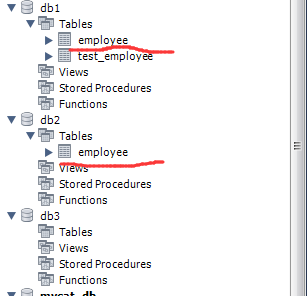 db1
Tables
employee
test_employee
Views
Stored Procedures
Functions
db2
Tables
employee
Views
Stored Procedures
Functions
db3
Tables
Views
Stored Procedures
Functions
mycat_db